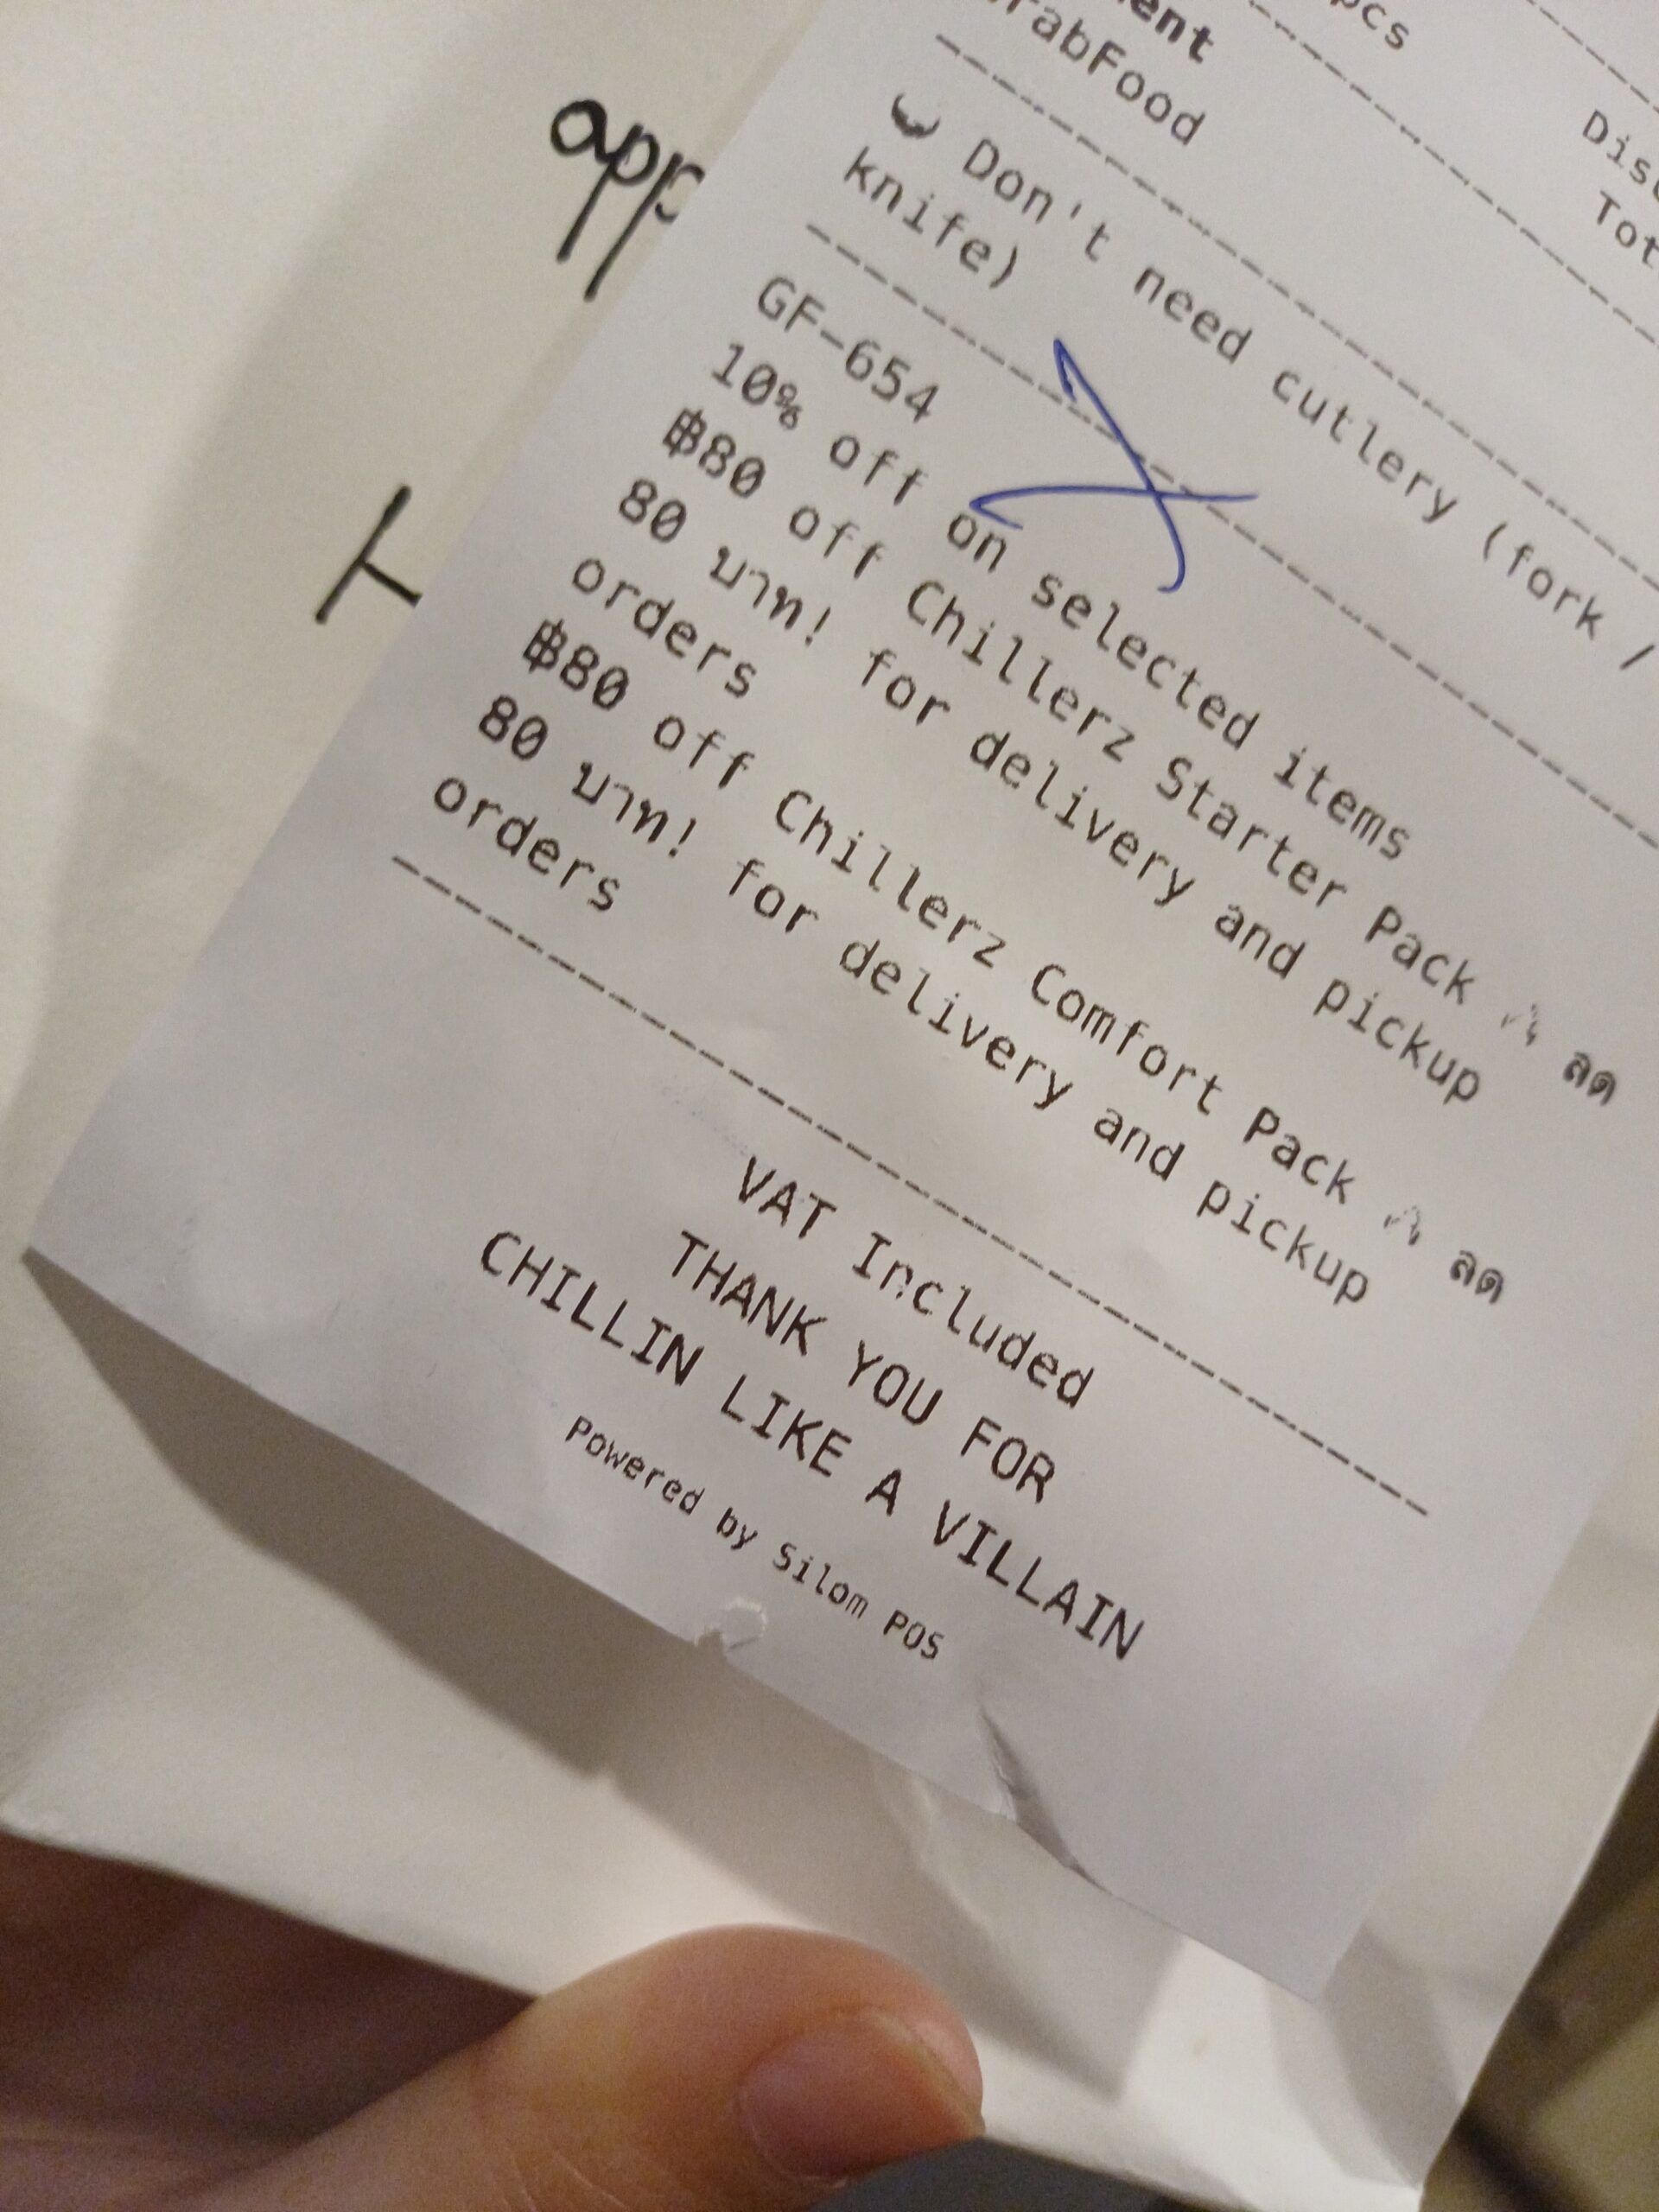 GrabFood
Don't need cutlery (fork /
knife)
GF-654
10% off on selected items
฿80 off Chillerz Starter Pack ลด
80 บาท! for delivery and pickup
orders
฿80 off Chillerz Comfort Pack ลด
80 บาท! for delivery and pickup
orders
VAT Included
THANK YOU FOR
CHILLIN LIKE A VILLAIN
Powered by Silom POS